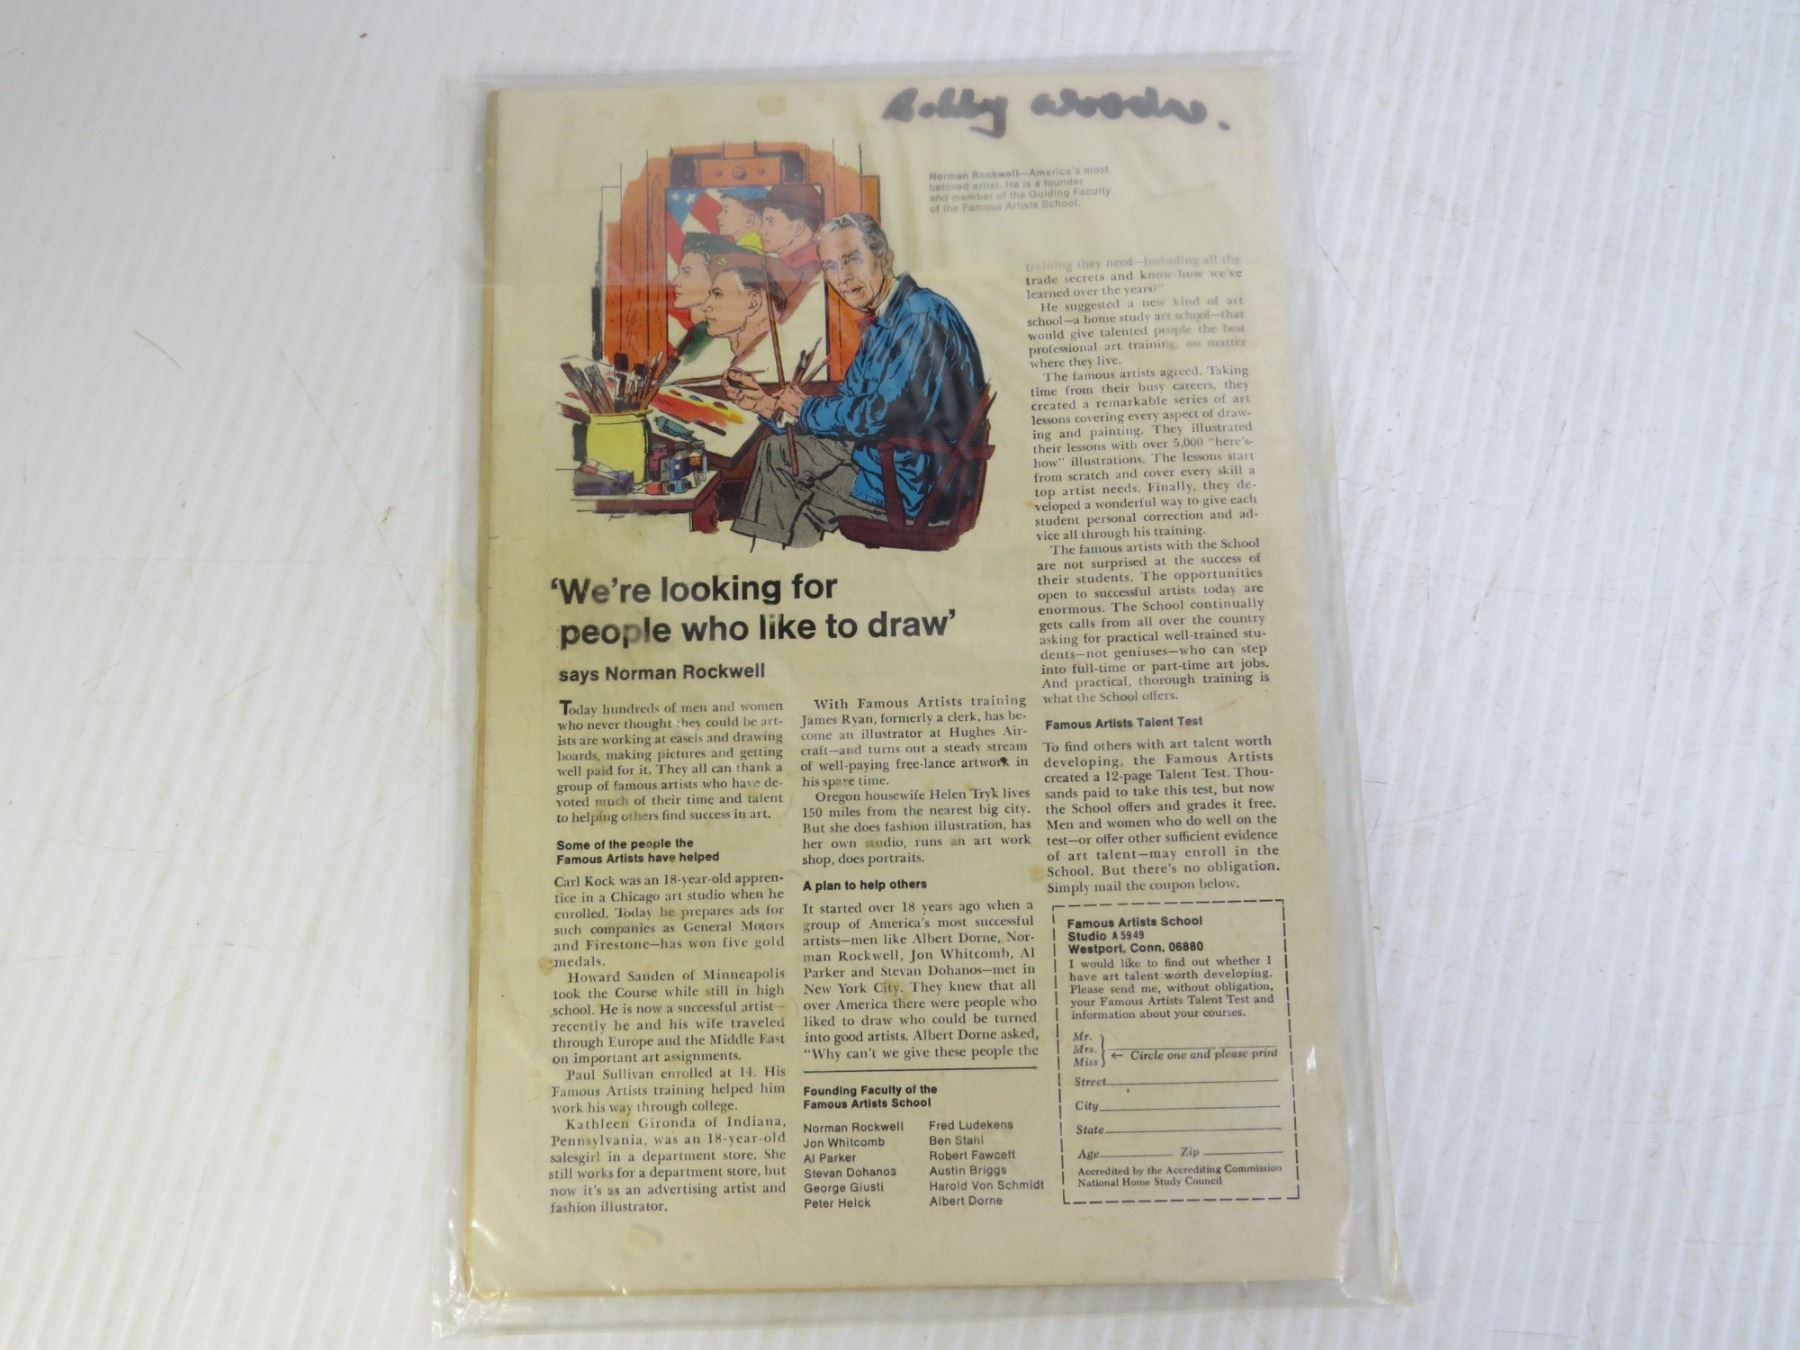 Bobby
Norman Rockwell—America's most
beloved artist. He is a founder
and member of the Guiding Faculty
of the Famous Artists School.
'We're looking for
people who like to draw'
says Norman Rockwell
Today hundreds of men and women
who never thought they could be art-
ists are working at easels and drawing
boards, making pictures and getting
well paid for it. They all can thank a
group of famous artists who have de-
voted much of their time and talent
to helping others find success in art.
Some of the people the
Famous Artists have helped
Carl Kock was an 18-year-old appren-
tice in a Chicago art studio when he
enrolled. Today he prepares ads for
such companies as General Motors
and Firestone—has won five gold
medals.
Howard Sanden of Minneapolis
took the Course while still in high
school. He is now a successful artist—
recently he and his wife traveled
through Europe and the Middle East
on important art assignments.
Paul Sullivan enrolled at 14. His
Famous Artists training helped him
work his way through college.
Kathleen Gironda of Indiana,
Pennsylvania, was an 18-year-old
salesgirl in a department store. She
still works for a department store, but
now it's as an advertising artist and
fashion illustrator.
With Famous Artists training
James Ryan, formerly a clerk, has be-
come an illustrator at Hughes Air-
craft—and turns out a steady stream
of well-paying free-lance artwork in
his spare time.
Oregon housewife Helen Tryk lives
150 miles from the nearest big city.
But she does fashion illustration, has
her own studio, runs an art work
shop, does portraits.
A plan to help others
It started over 18 years ago when a
group of America's most successful
artists—men like Albert Dorne, Nor-
man Rockwell, Jon Whitcomb, Al
Parker and Stevan Dohanos—met in
New York City. They knew that all
over America there were people who
liked to draw who could be turned
into good artists. Albert Dorne asked,
"Why can't we give these people the
training they need—including all the
trade secrets and know-how we've
learned over the years?"
He suggested a new kind of art
school—a home study art school—that
would give talented people the best
professional art training, no matter
where they live.
The famous artists agreed. Taking
time from their busy careers, they
created a remarkable series of art
lessons covering every aspect of draw-
ing and painting. They illustrated
their lessons with over 5,000 "here's-
how" illustrations. The lessons start
from scratch and cover every skill a
top artist needs. Finally, they de-
veloped a wonderful way to give each
student personal correction and ad-
vice all through his training.
The famous artists with the School
are not surprised at the success of
their students. The opportunities
open to successful artists today are
enormous. The School continually
gets calls from all over the country
asking for practical well-trained stu-
dents—not geniuses—who can step
into full-time or part-time art jobs.
And practical, thorough training is
what the School offers.
Famous Artists Talent Test
To find others with art talent worth
developing, the Famous Artists
created a 12-page Talent Test. Thou-
sands paid to take this test, but now
the School offers and grades it free.
Men and women who do well on the
test—or offer other sufficient evidence
of art talent—may enroll in the
School. But there's no obligation.
Simply mail the coupon below.
Founding Faculty of the
Famous Artists School
Norman Rockwell
Jon Whitcomb
Al Parker
Stevan Dohanos
George Giusti
Peter Helck
Fred Ludekens
Ben Stahl
Robert Fawcett
Austin Briggs
Harold Von Schmidt
Albert Dorne
Famous Artists School
Studio A5949
Westport, Conn. 06880
I would like to find out whether I
have art talent worth developing.
Please send me, without obligation,
your Famous Artists Talent Test and
information about your courses.
Mr.
Mrs. ← Circle one and please print
Miss
Street
City
State
Age Zip
Accredited by the Accrediting Commission
National Home Study Council